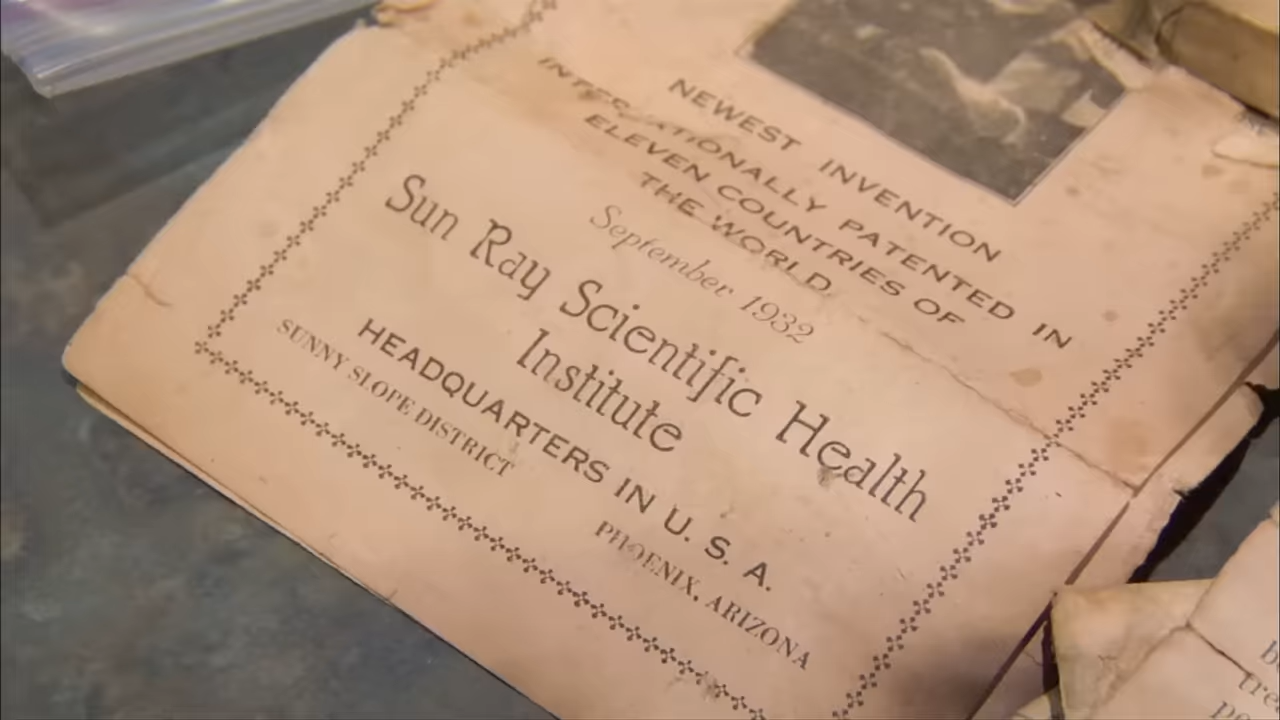 NEWEST INVENTION
INTERNATIONALLY PATENTED IN
ELEVEN COUNTRIES OF
THE WORLD
September 1932
Sun Ray Scientific Health
Institute
HEADQUARTERS IN U. S. A.
SUNNY SLOPE DISTRICT PHOENIX, ARIZONA